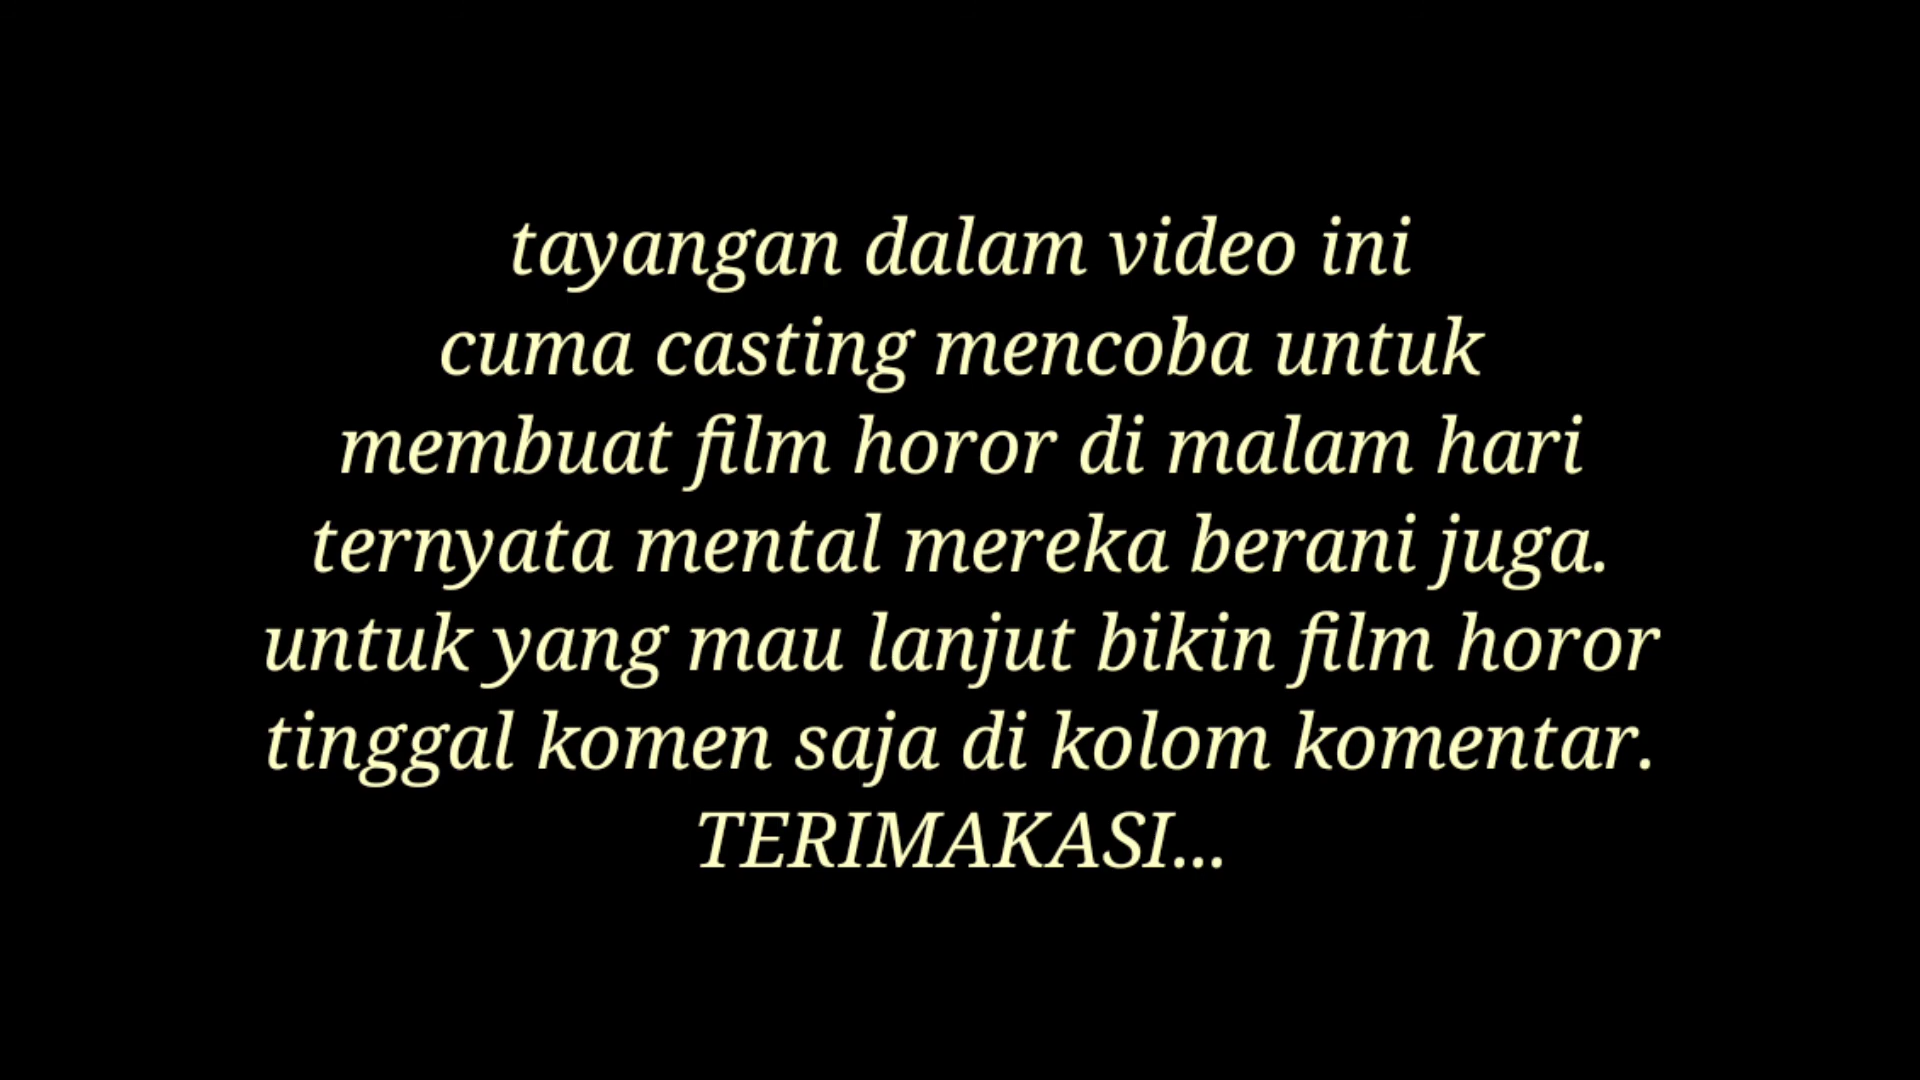 tayangan dalam video ini
cuma casting mencoba untuk
membuat film horor di malam hari
ternyata mental mereka berani juga.
untuk yang mau lanjut bikin film horor
tinggal komen saja di kolom komentar.
TERIMAKASI...